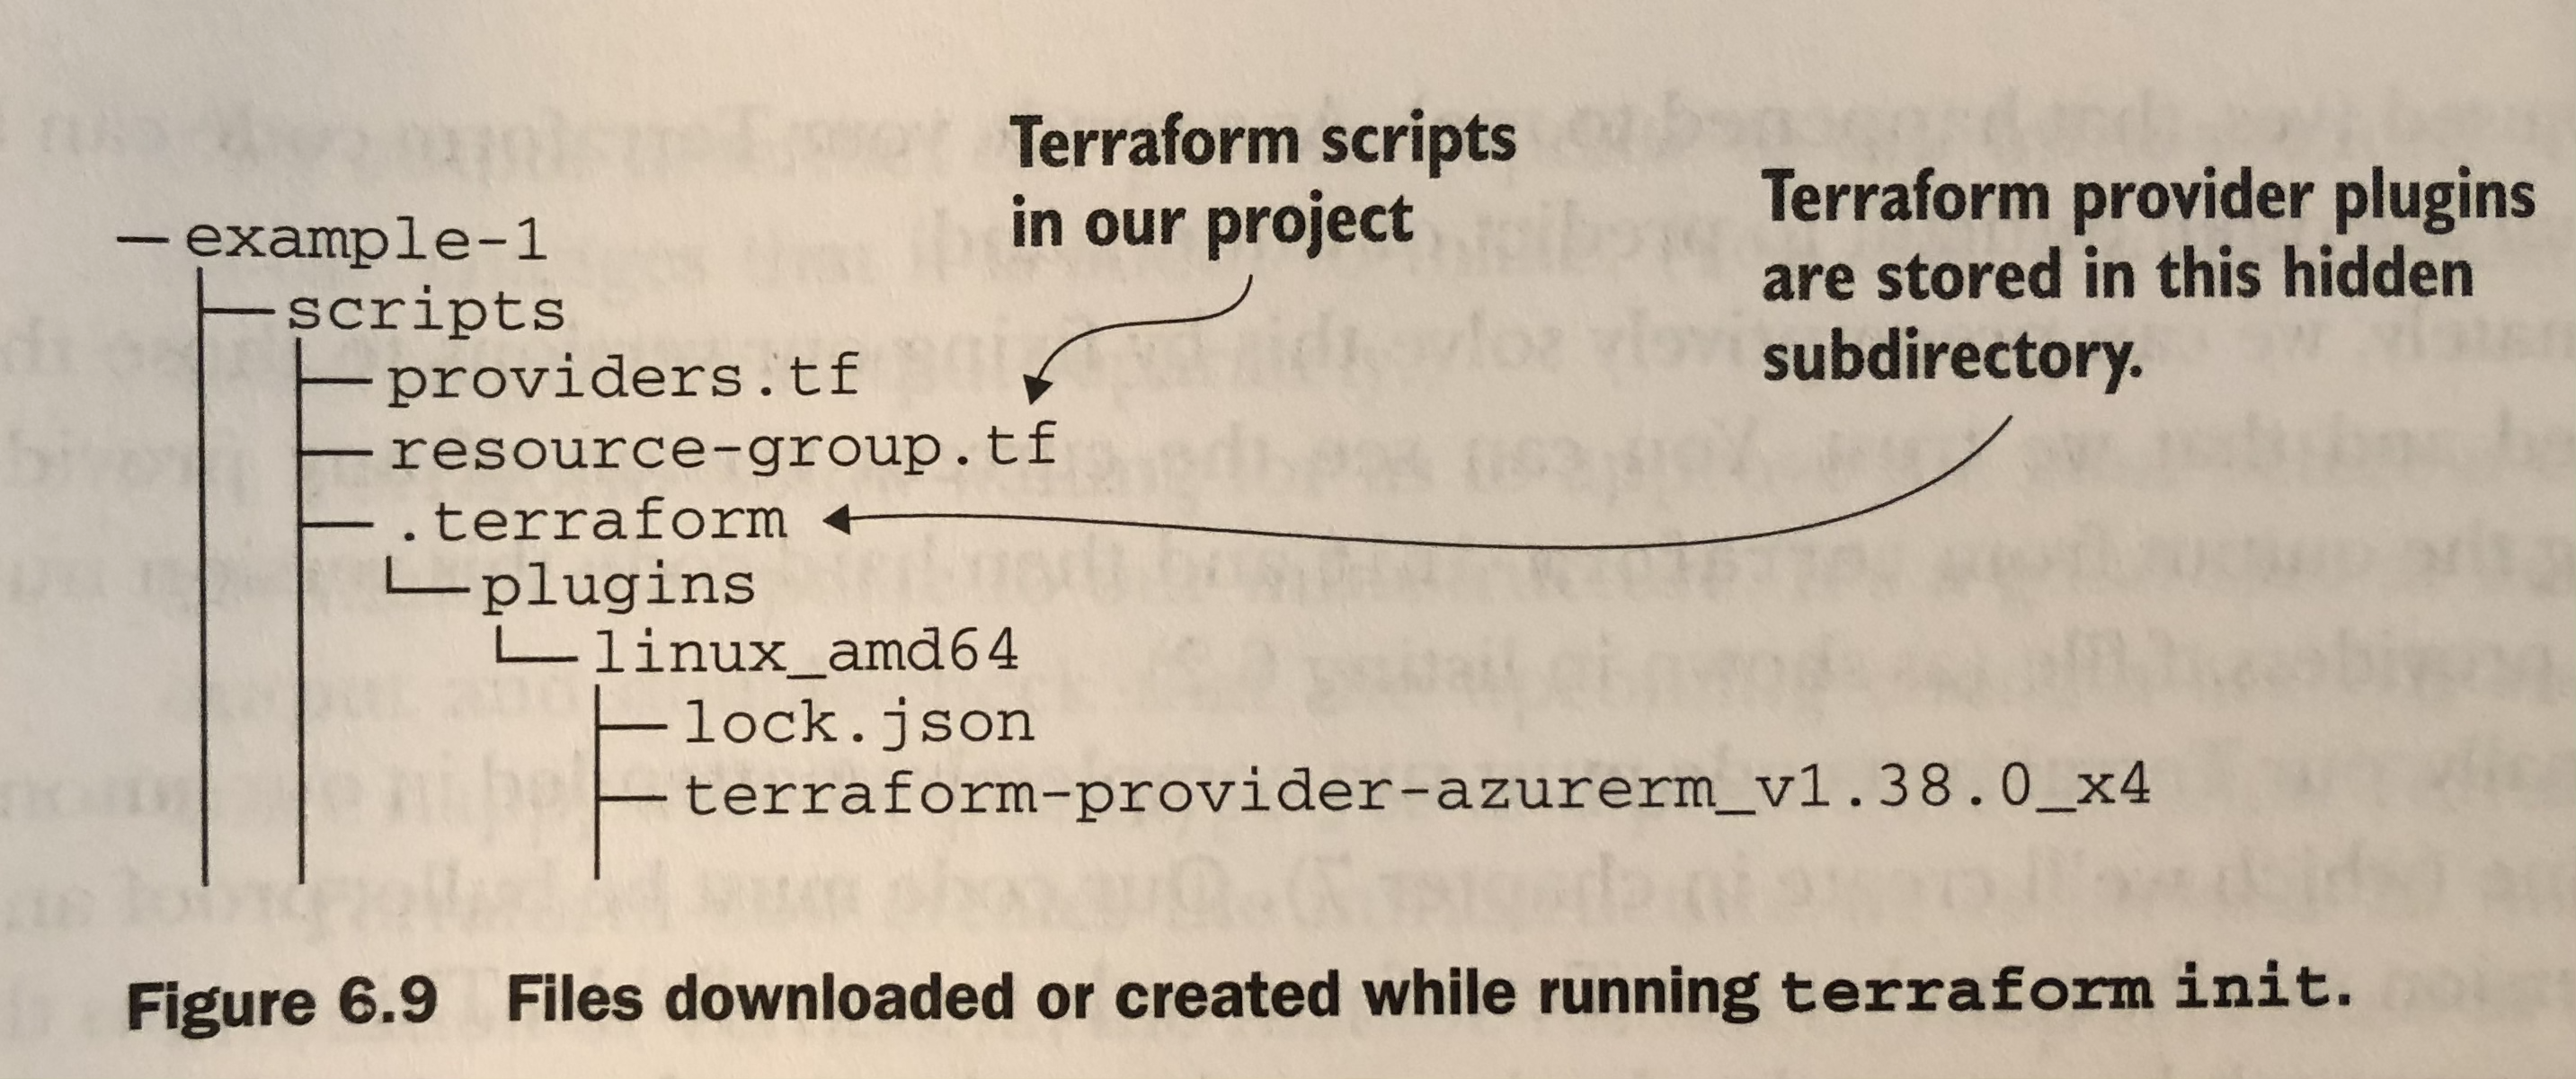 Terraform scripts
in our project
Terraform provider plugins
are stored in this hidden
subdirectory.
example-1
scripts
providers.tf
resource-group.tf
.terraform
plugins
linux_amd64
lock.json
terraform-provider-azurerm_v1.38.0_x4
Figure 6.9 Files downloaded or created while running terraform init.